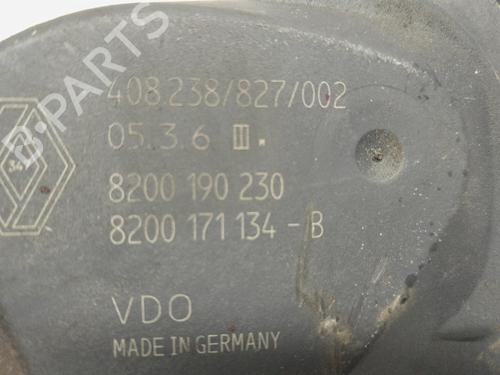 B-PARTS
408.238/827/002
05.3.6 III.
34
8200 190 230
8200 171 134 - B
VDO
MADE IN GERMANY